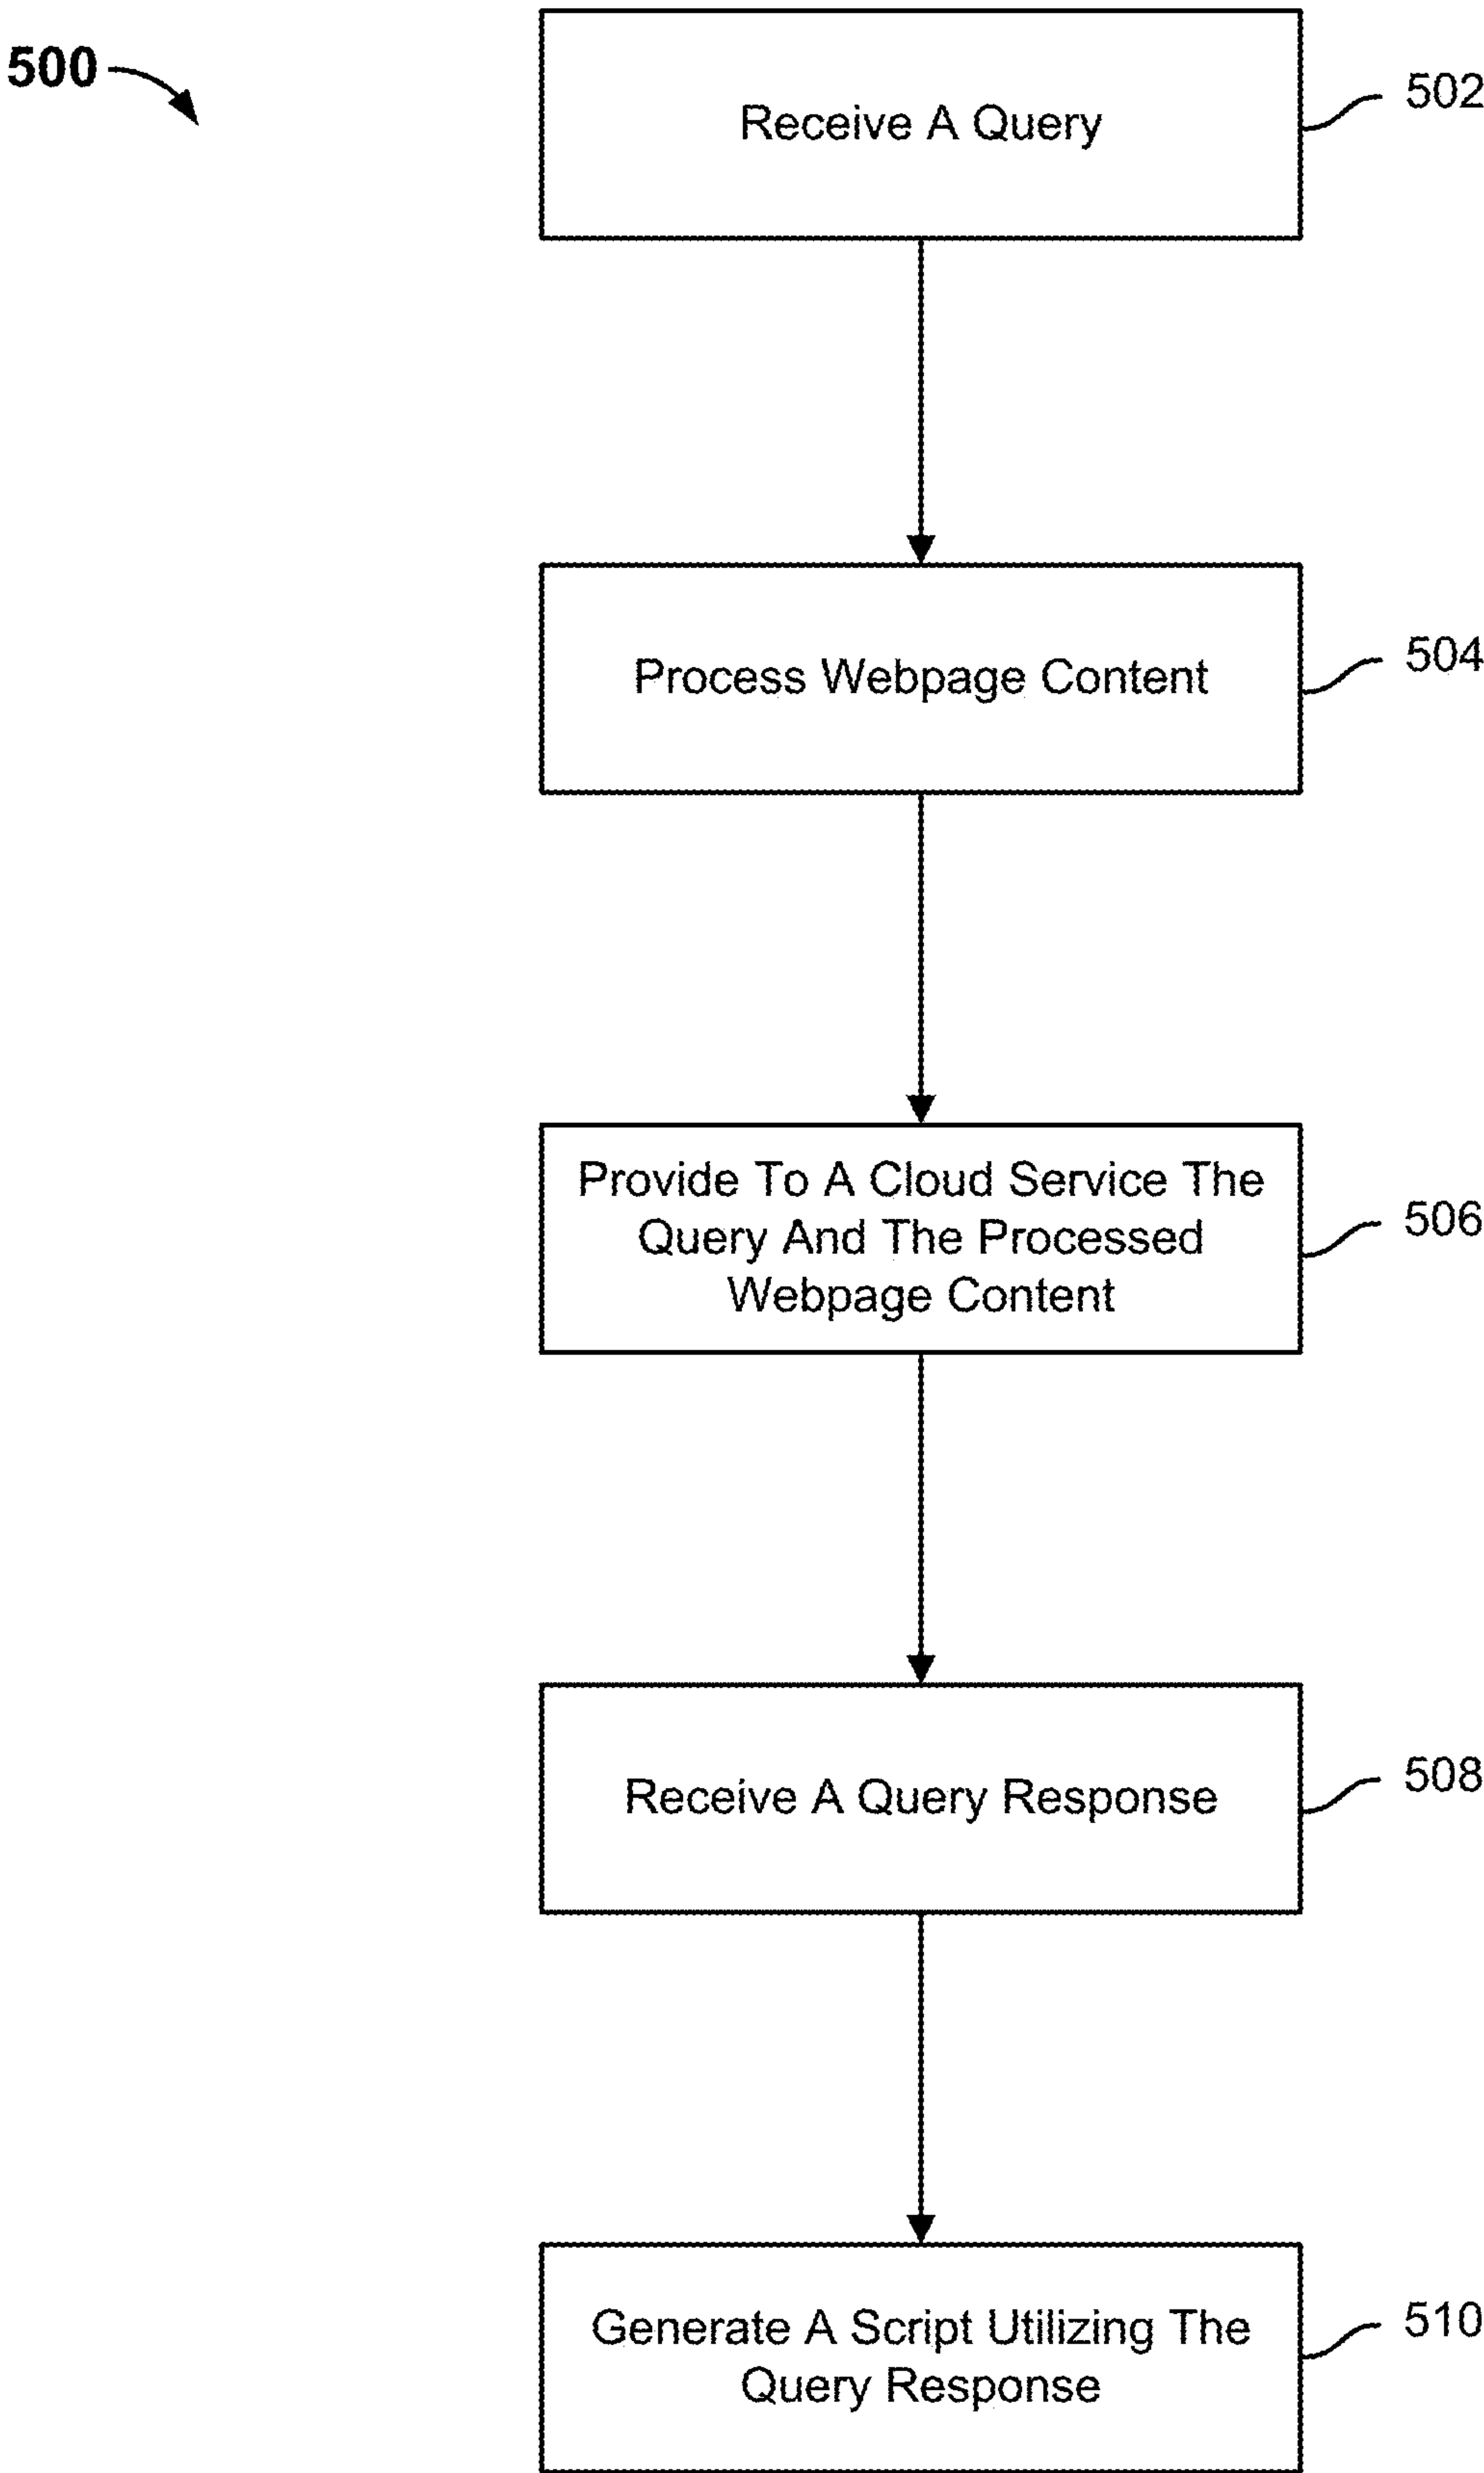 500
Receive A Query
502
Process Webpage Content
504
Provide To A Cloud Service The
Query And The Processed
Webpage Content
506
Receive A Query Response
508
Generate A Script Utilizing The
Query Response
510